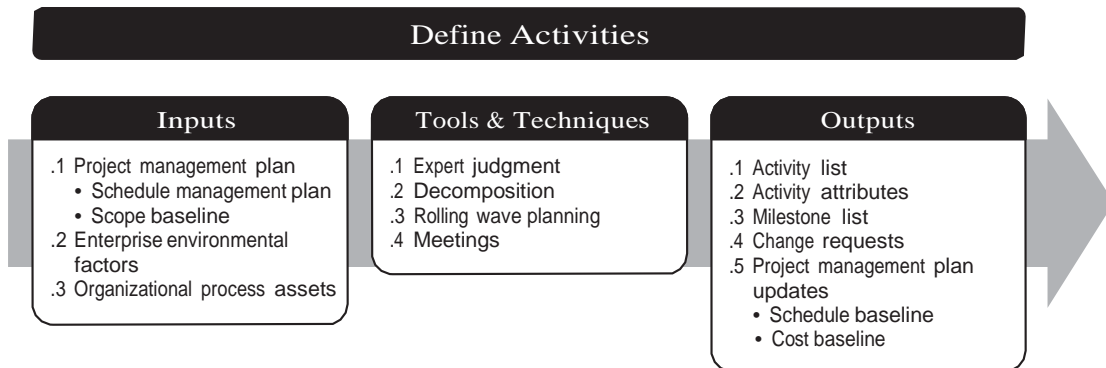 Define Activities
Inputs
.1 Project management plan
• Schedule management plan
• Scope baseline
.2 Enterprise environmental
factors
.3 Organizational process assets
Tools & Techniques
.1 Expert judgment
.2 Decomposition
.3 Rolling wave planning
.4 Meetings
Outputs
.1 Activity list
.2 Activity attributes
.3 Milestone list
.4 Change requests
.5 Project management plan
updates
• Schedule baseline
• Cost baseline